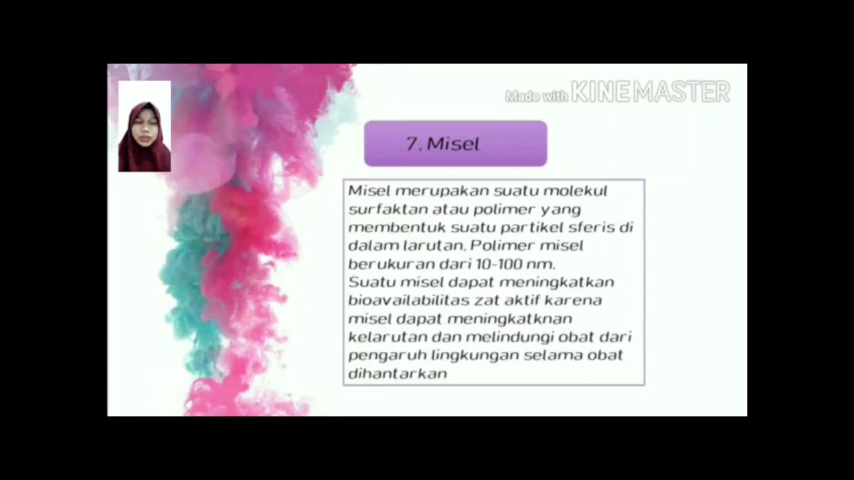 Made with KINEMASTER
7. Misel
Misel merupakan suatu molekul
surfaktan atau polimer yang
membentuk suatu partikel sferis di
dalam larutan. Polimer misel
berukuran dari 10-100 nm.
Suatu misel dapat meningkatkan
bioavailabilitas zat aktif karena
misel dapat meningkatknan
kelarutan dan melindungi obat dari
pengaruh lingkungan selama obat
dihantarkan